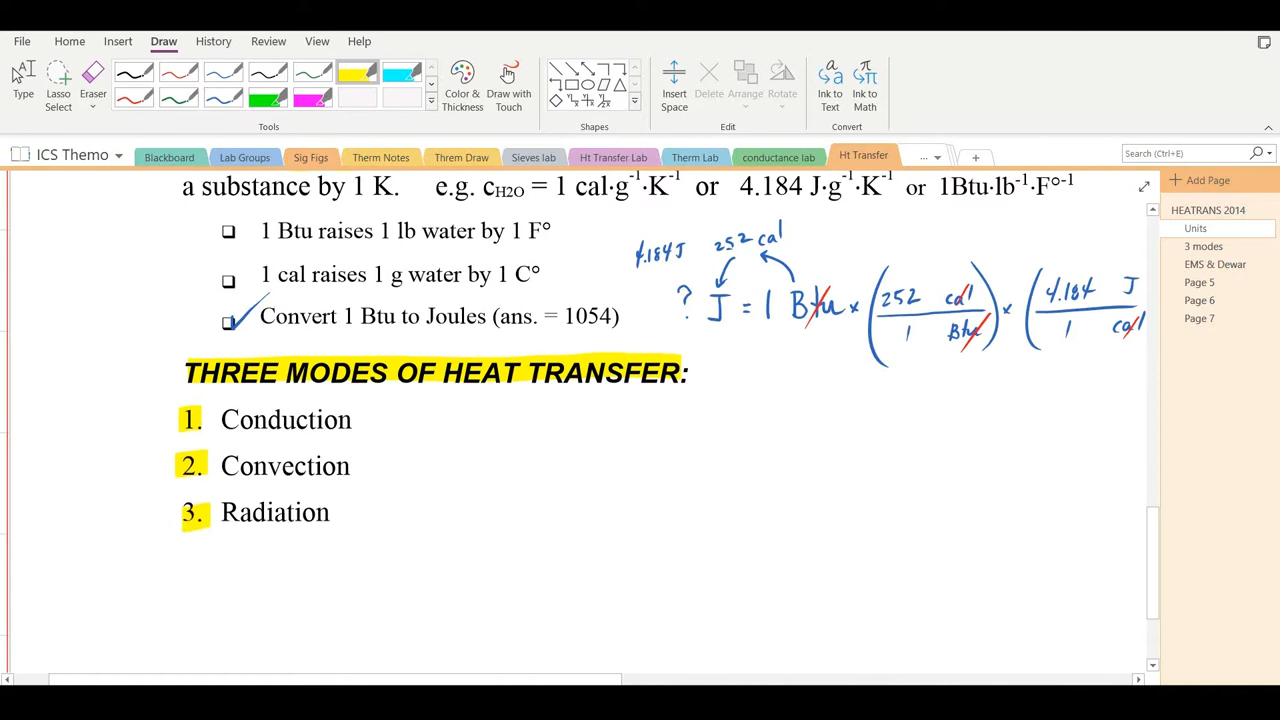 File Home Insert Draw History Review View Help
Type Lasso Select Eraser Color & Thickness Draw with Touch Insert Space Delete Arrange Rotate Ink to Text Ink to Math
Tools Shapes Edit Convert
ICS Themo Blackboard Lab Groups Sig Figs Therm Notes Therm Draw Sieves lab Ht Transfer Lab Therm Lab conductance lab Ht Transfer ... + Search (Ctrl+E)
a substance by 1 K. e.g. cH2O = 1 cal·g-1·K-1 or 4.184 J·g-1·K-1 or 1Btu·lb-1·F°-1
1 Btu raises 1 lb water by 1 F°
4.184 J 252 cal
1 cal raises 1 g water by 1 C°
? J = 1 Btu × (252 cal / 1 Btu) × (4.184 J / 1 cal
Convert 1 Btu to Joules (ans. = 1054)
THREE MODES OF HEAT TRANSFER:
1. Conduction
2. Convection
3. Radiation
Add Page
HEATRANS 2014
Units
3 modes
EMS & Dewar
Page 5
Page 6
Page 7